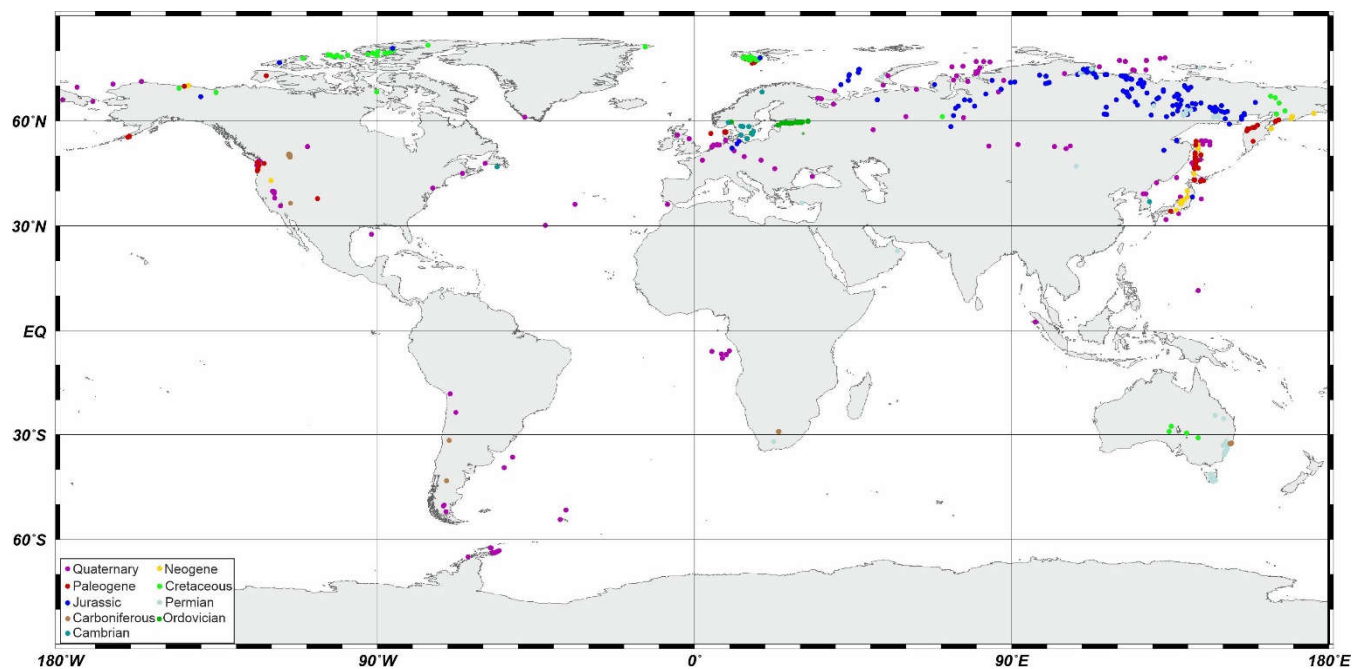 60˚N
30˚N
EQ
30˚S
60˚S
Quaternary Neogene
Paleogene Cretaceous
Jurassic Permian
Carboniferous Ordovician
Cambrian
180˚W 90˚W 0˚ 90˚E 180˚E